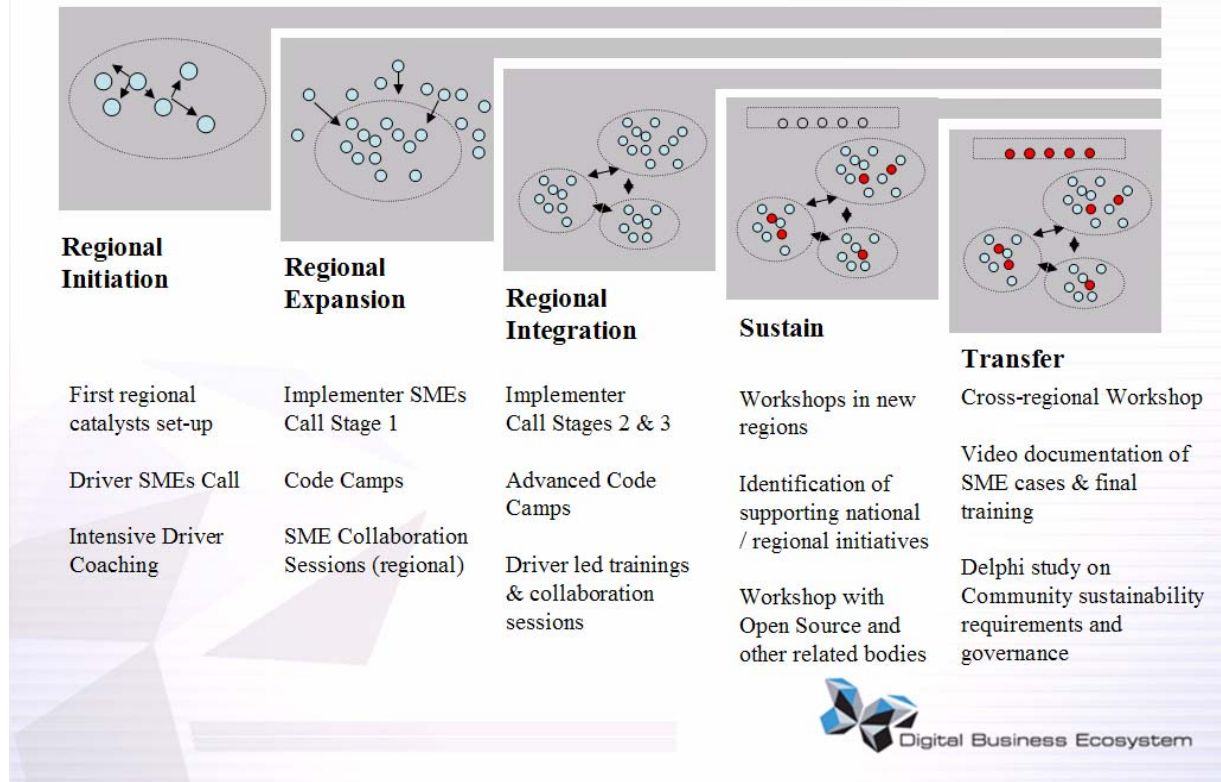 Regional
Initiation
First regional
catalysts set-up
Driver SMEs Call
Intensive Driver
Coaching
Regional
Expansion
Implementer SMEs
Call Stage 1
Code Camps
SME Collaboration
Sessions (regional)
Regional
Integration
Implementer
Call Stages 2 & 3
Advanced Code
Camps
Driver led trainings
& collaboration
sessions
Sustain
Workshops in new
regions
Identification of
supporting national
/ regional initiatives
Workshop with
Open Source and
other related bodies
Transfer
Cross-regional Workshop
Video documentation of
SME cases & final
training
Delphi study on
Community sustainability
requirements and
governance
Digital Business Ecosystem